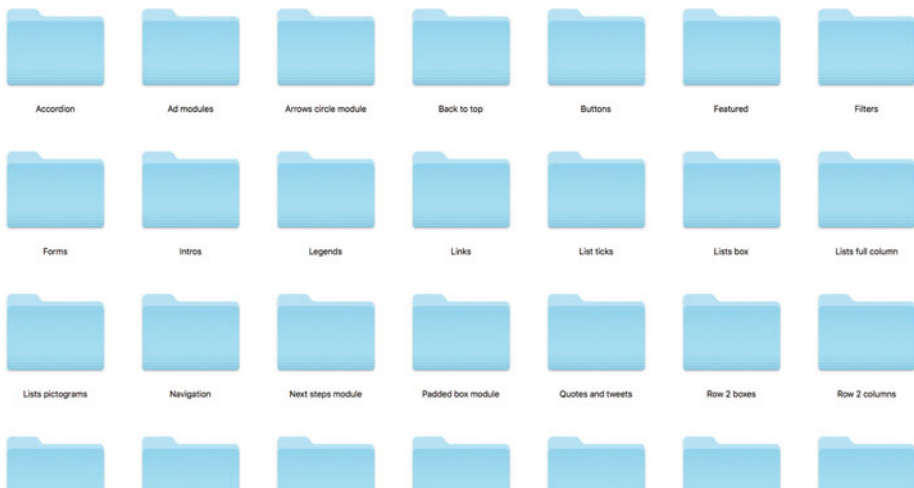 Accordion
Ad modules
Arrows circle module
Back to top
Buttons
Featured
Filters
Forms
Intros
Legends
Links
List ticks
Lists box
Lists full column
Lists pictograms
Navigation
Next steps module
Padded box module
Quotes and tweets
Row 2 boxes
Row 2 columns